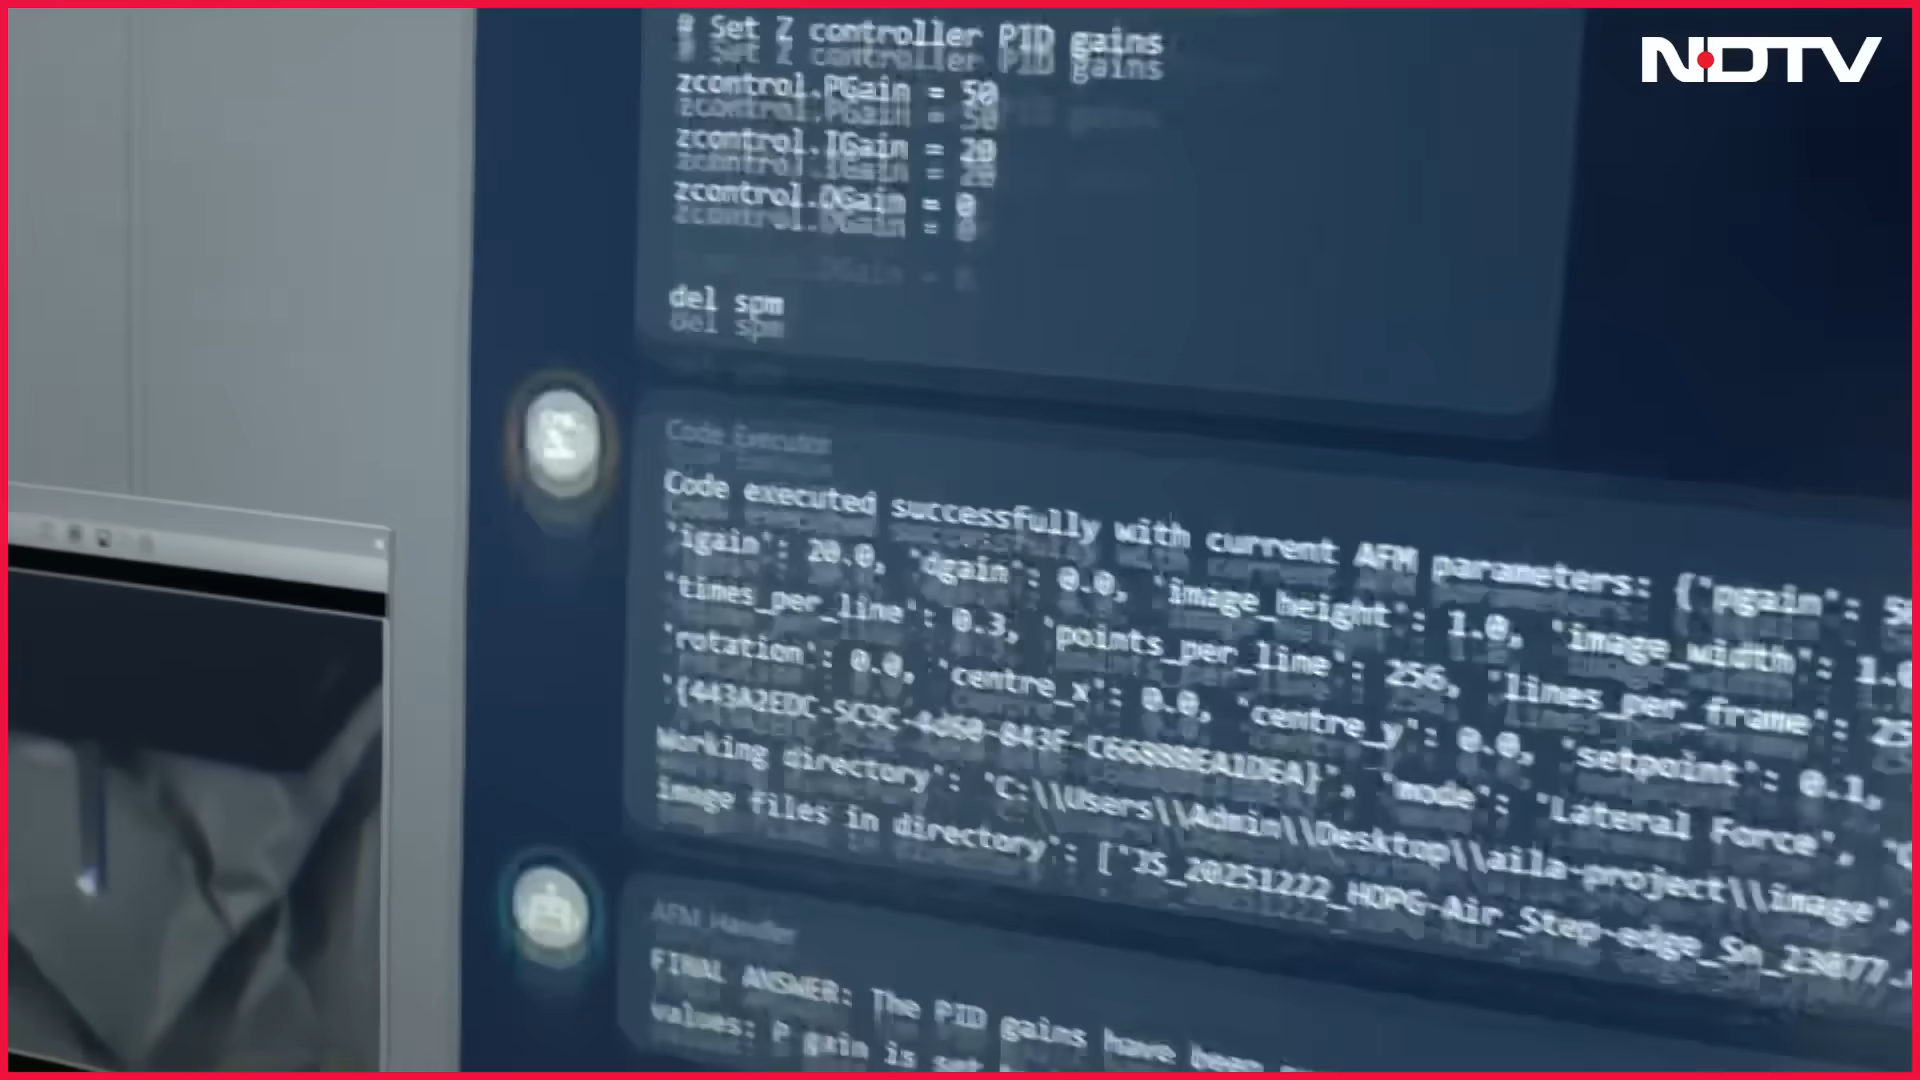 NDTV
# Set Z controller PID gains
zcontrol.PGain = 50
zcontrol.IGain = 20
zcontrol.DGain = 0
del spm
Code Executor
Code executed successfully with current AFM parameters: {'pgain':
'igain': 20.0, 'dgain': 0.0, 'image_height': 1.0, 'image_width':
'times_per_line': 0.3, 'points_per_line': 256, 'lines_per_frame':
'rotation': 0.0, 'centre_x': 0.0, 'centre_y': 0.0, 'setpoint': 0.1,
'mode': 'Lateral Force',
Working directory': 'C:\\Users\\Admin\\Desktop\\aila-project\\image',
image files in directory': ['JS_20251222_HOPG-Air_Step-edge_Sn_23077.
AFM Handler
FINAL ANSWER: The PID gains have been
values: P gain is set